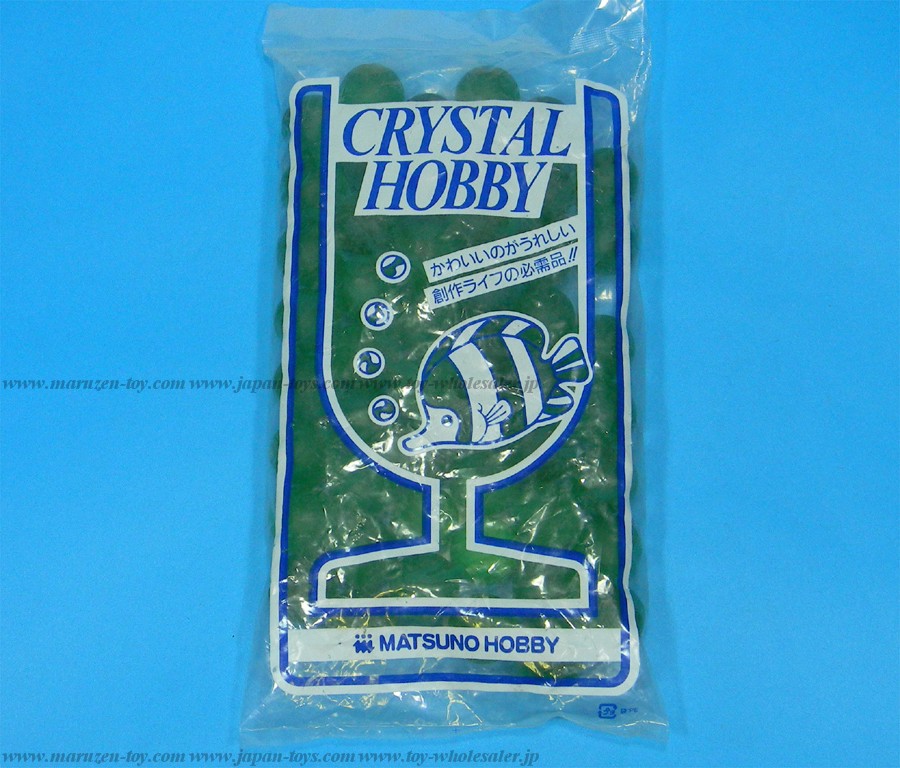 CRYSTAL
HOBBY
かわいいのがうれしい
創作ライフの必需品!!
www.maruzen-toy.com www.japan-toys.com www.toy-wholesaler.jp
MATSUNO HOBBY
プラ
www.maruzen-toy.com www.japan-toys.com www.toy-wholesaler.jp